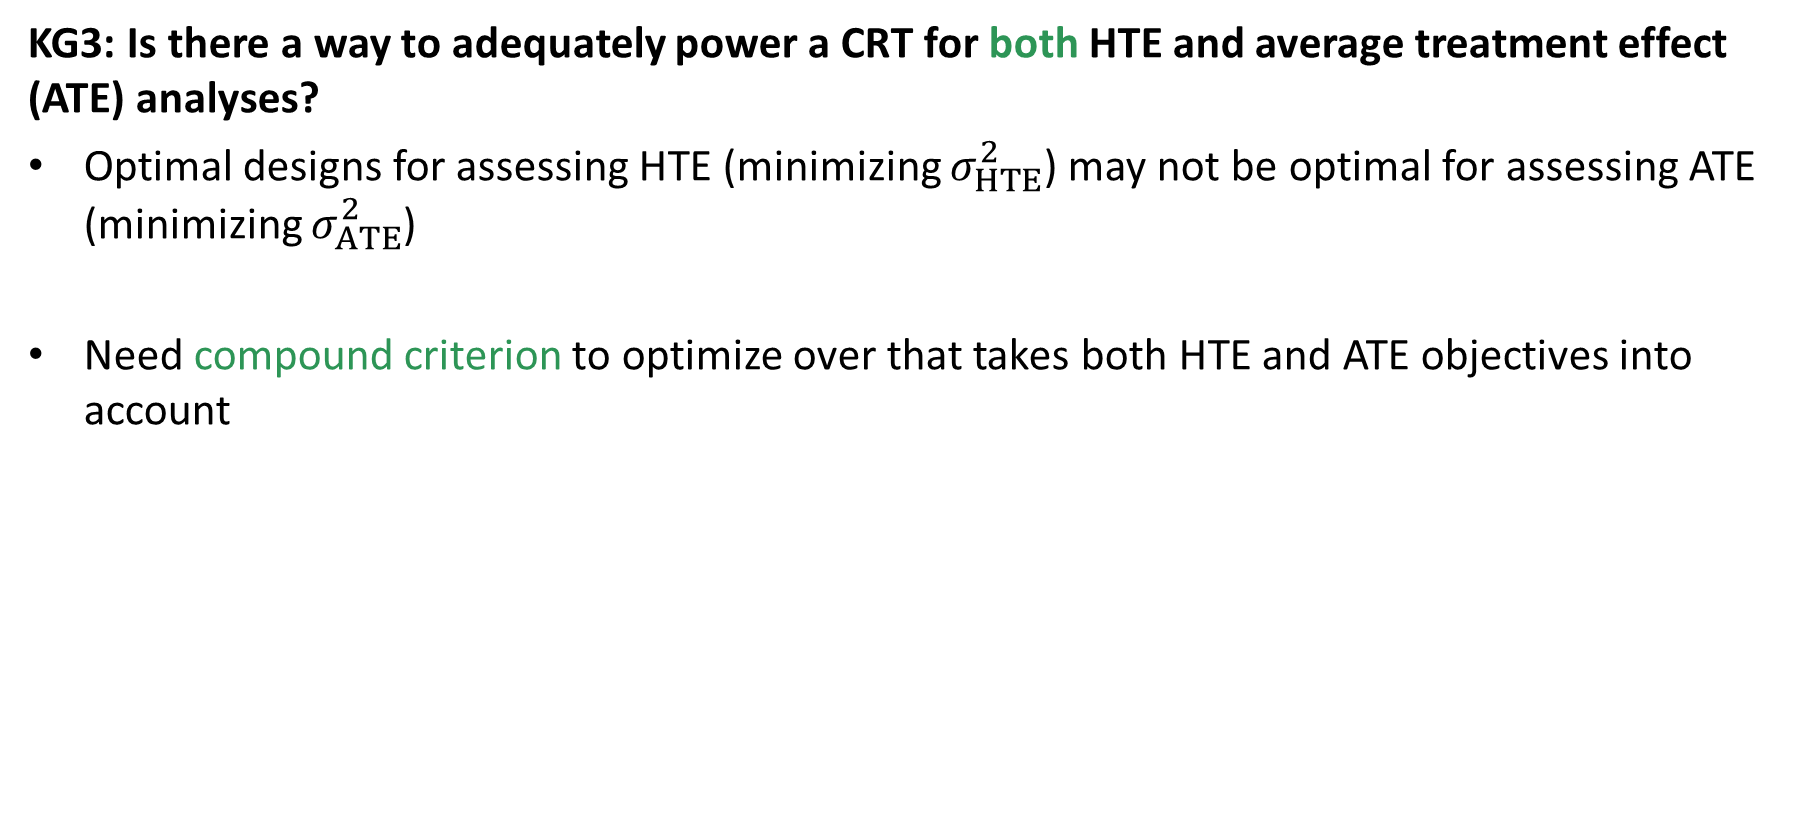 KG3: Is there a way to adequately power a CRT for both HTE and average treatment effect
(ATE) analyses?
• Optimal designs for assessing HTE (minimizing σ²_HTE) may not be optimal for assessing ATE
(minimizing σ²_ATE)
• Need compound criterion to optimize over that takes both HTE and ATE objectives into
account